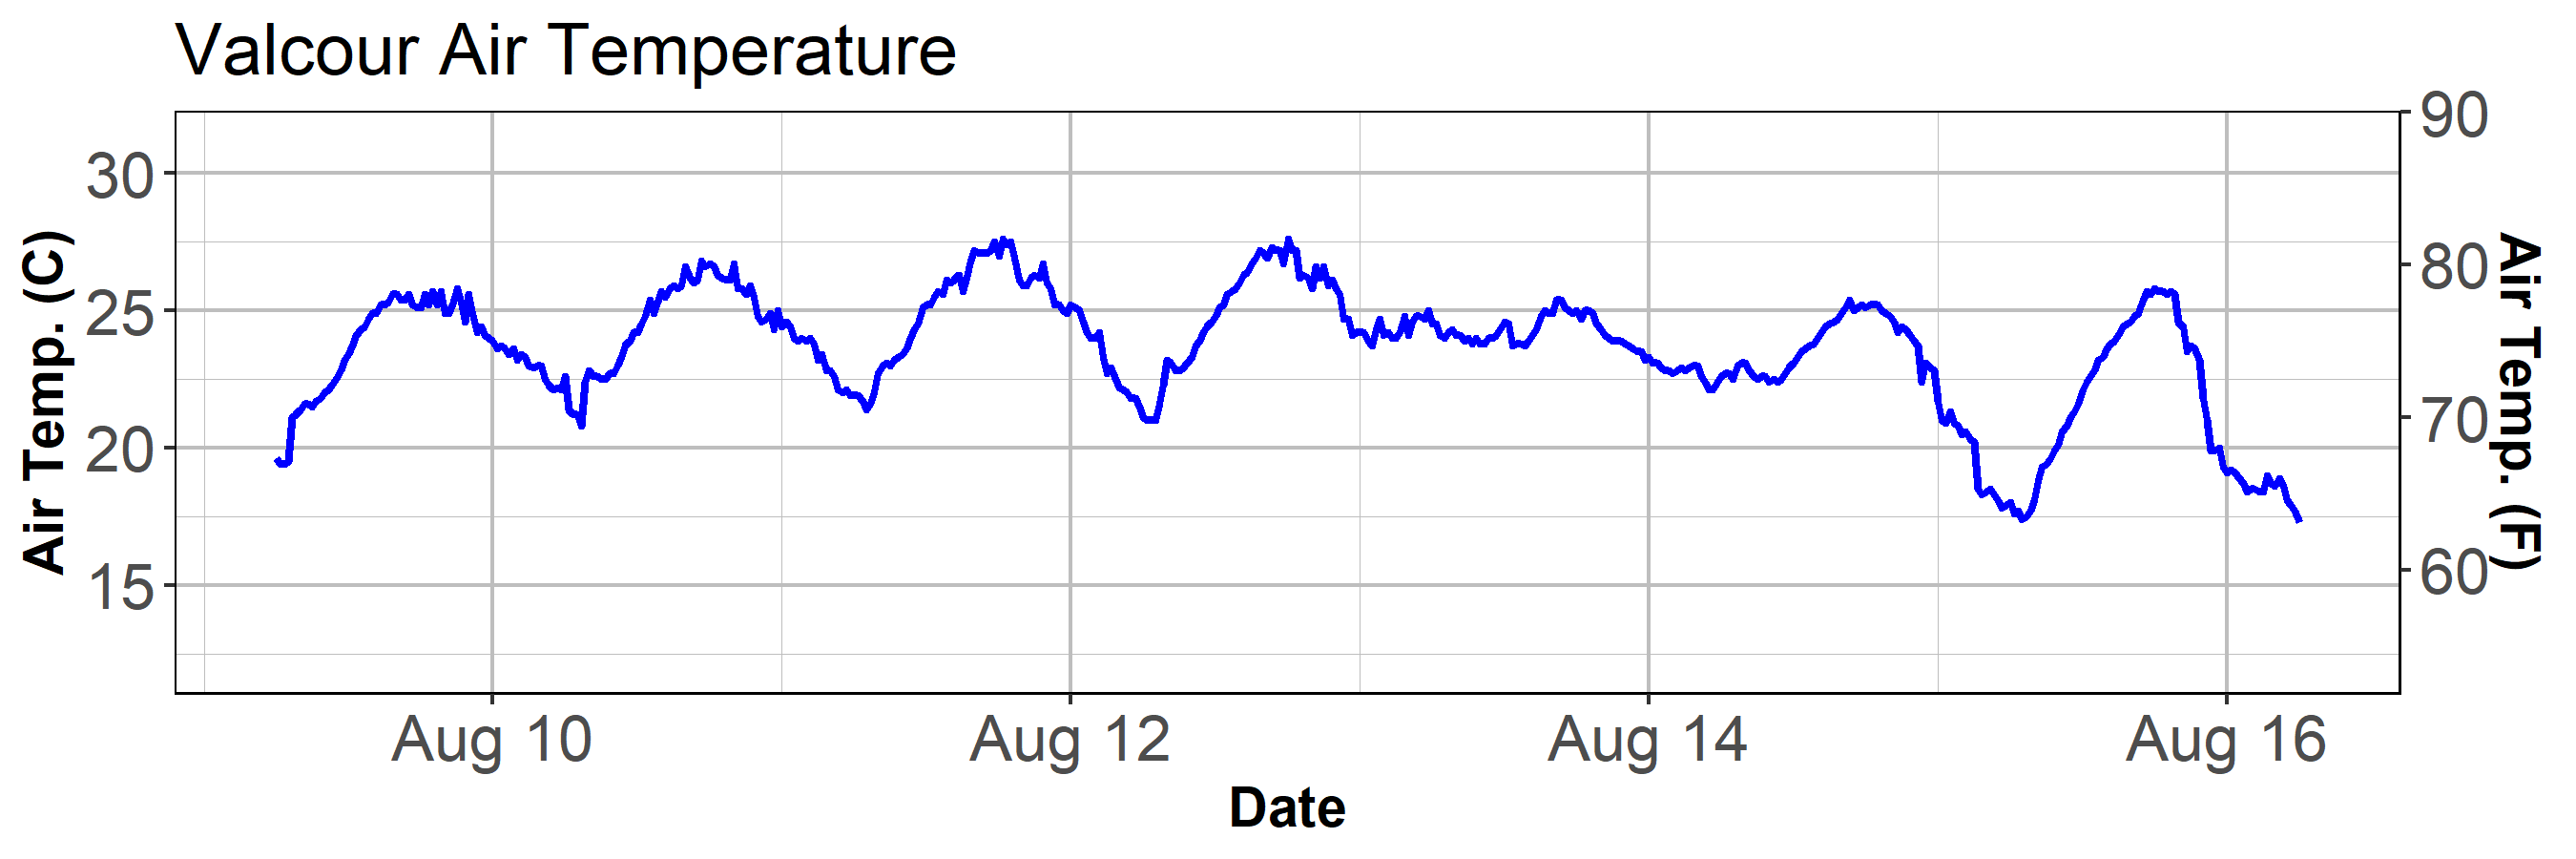 Valcour Air Temperature
Air Temp. (C)
30
25
20
15
90
80
70
60
Air Temp. (F)
Aug 10
Aug 12
Aug 14
Aug 16
Date